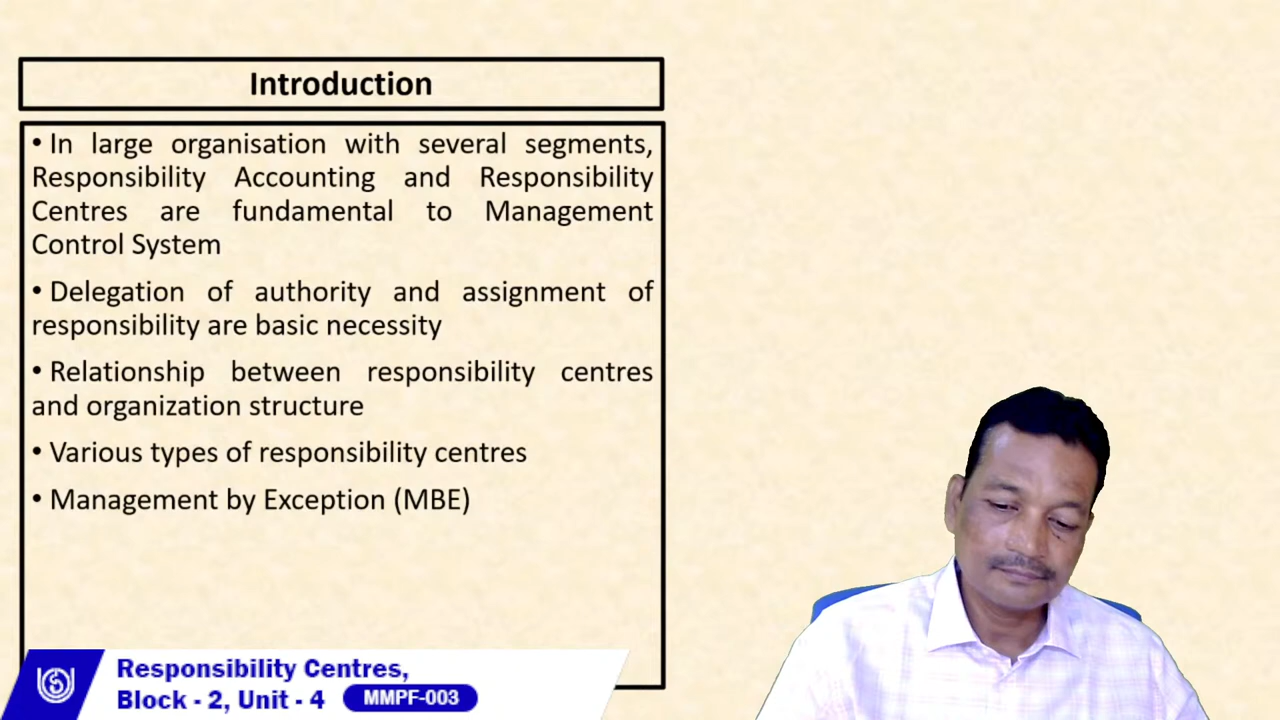 Introduction
• In large organisation with several segments,
Responsibility Accounting and Responsibility
Centres are fundamental to Management
Control System
• Delegation of authority and assignment of
responsibility are basic necessity
• Relationship between responsibility centres
and organization structure
• Various types of responsibility centres
• Management by Exception (MBE)
Responsibility Centres,
Block - 2, Unit - 4 MMPF-003